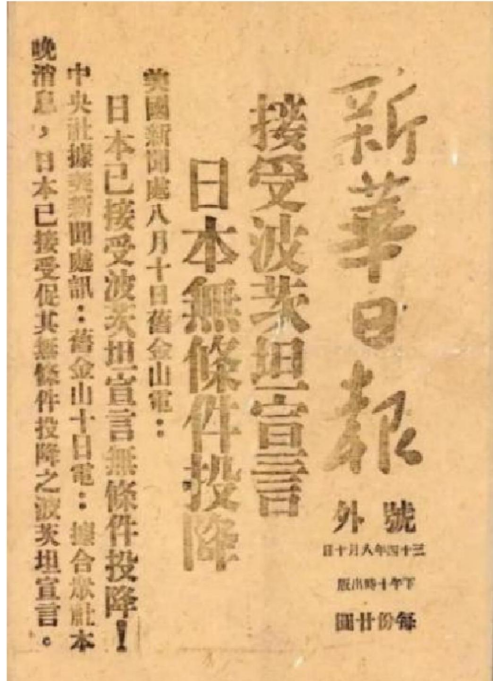 新華日報
號外
三十四年八月十日
下午十時出版
每份廿圓
接受波茨坦宣言
日本無條件投降
美國新聞處八月十日舊金山電：
日本已接受波茨坦宣言無條件投降！
中央社據美新聞處訊：舊金山十日電：據合眾社本
晚消息，日本已接受促其無條件投降之波茨坦宣言。